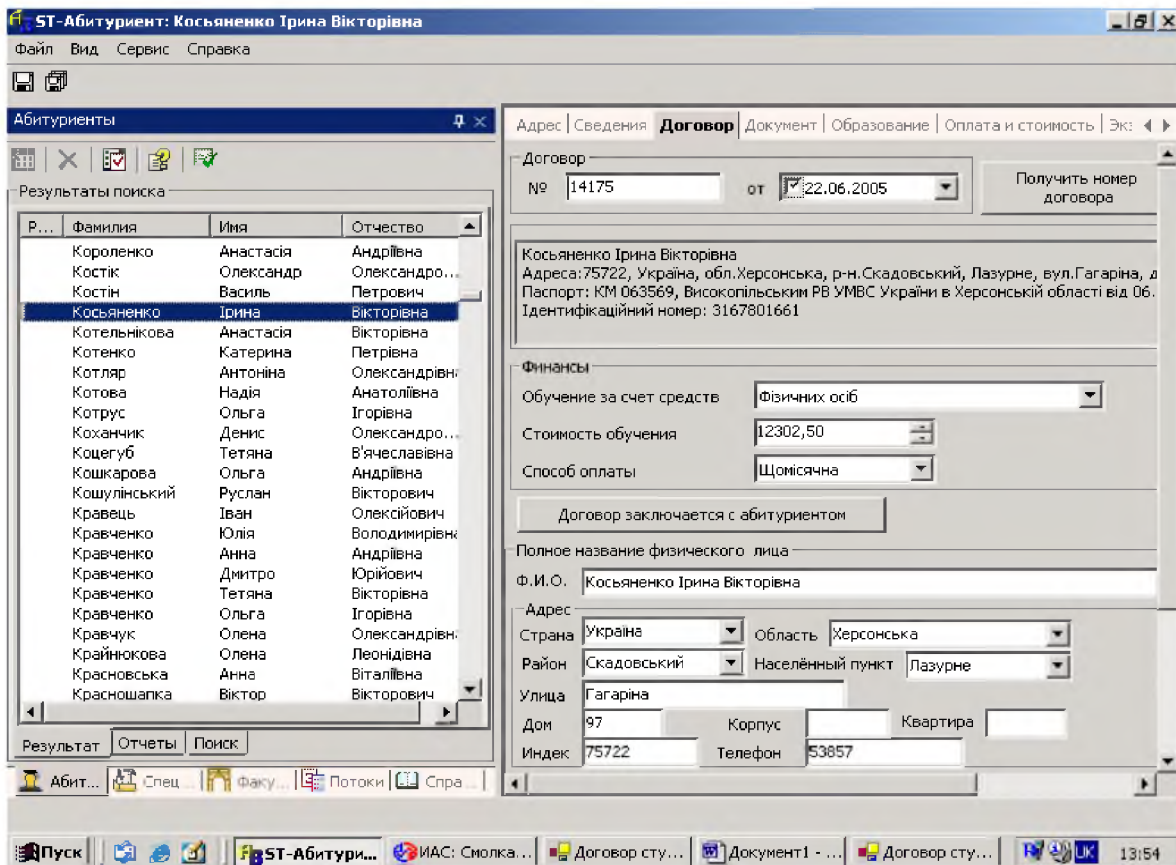 ST-Абитуриент: Косьяненко Ірина Вікторівна
Файл Вид Сервис Справка
Абитуриенты
Результаты поиска
Р... Фамилия Имя Отчество
Короленко Анастасія Андріївна
Костік Олександр Олександро...
Костін Василь Петрович
Косьяненко Ірина Вікторівна
Котельнікова Анастасія Вікторівна
Котенко Катерина Петрівна
Котляр Антоніна Олександрівна
Котова Надія Анатоліївна
Котрус Ольга Ігорівна
Коханчик Денис Олександро...
Коцегуб Тетяна В'ячеславівна
Кошкарова Ольга Андріївна
Кошулінський Руслан Вікторович
Кравець Іван Олексійович
Кравченко Юлія Володимирівна
Кравченко Анна Андріївна
Кравченко Дмитро Юрійович
Кравченко Тетяна Вікторівна
Кравченко Ольга Ігорівна
Кравчук Олена Олександрівна
Крайнюкова Олена Леонідівна
Красновська Анна Віталіївна
Красношапка Віктор Вікторович
Результат Отчеты Поиск
Абит... Спец... Факу... Потоки Спра...
Адрес Сведения Договор Документ Образование Оплата и стоимость Экз
Договор
№ 14175 от 22.06.2005
Получить номер
договора
Косьяненко Ірина Вікторівна
Адреса:75722, Україна, обл.Херсонська, р-н.Скадовський, Лазурне, вул.Гагаріна, д
Паспорт: КМ 063569, Високопільським РВ УМВС України в Херсонській області від 06.
Ідентифікаційний номер: 3167801661
Финансы
Обучение за счет средств Фізичних осіб
Стоимость обучения 12302,50
Способ оплаты Щомісячна
Договор заключается с абитуриентом
Полное название физического лица
Ф.И.О. Косьяненко Ірина Вікторівна
Адрес
Страна Україна Область Херсонська
Район Скадовський Населённый пункт Лазурне
Улица Гагаріна
Дом 97 Корпус Квартира
Индек 75722 Телефон 53857
Пуск ST-Абитури... ИАС: Смолка... Договор сту... Документ1 - ... Договор сту... UK 13:54